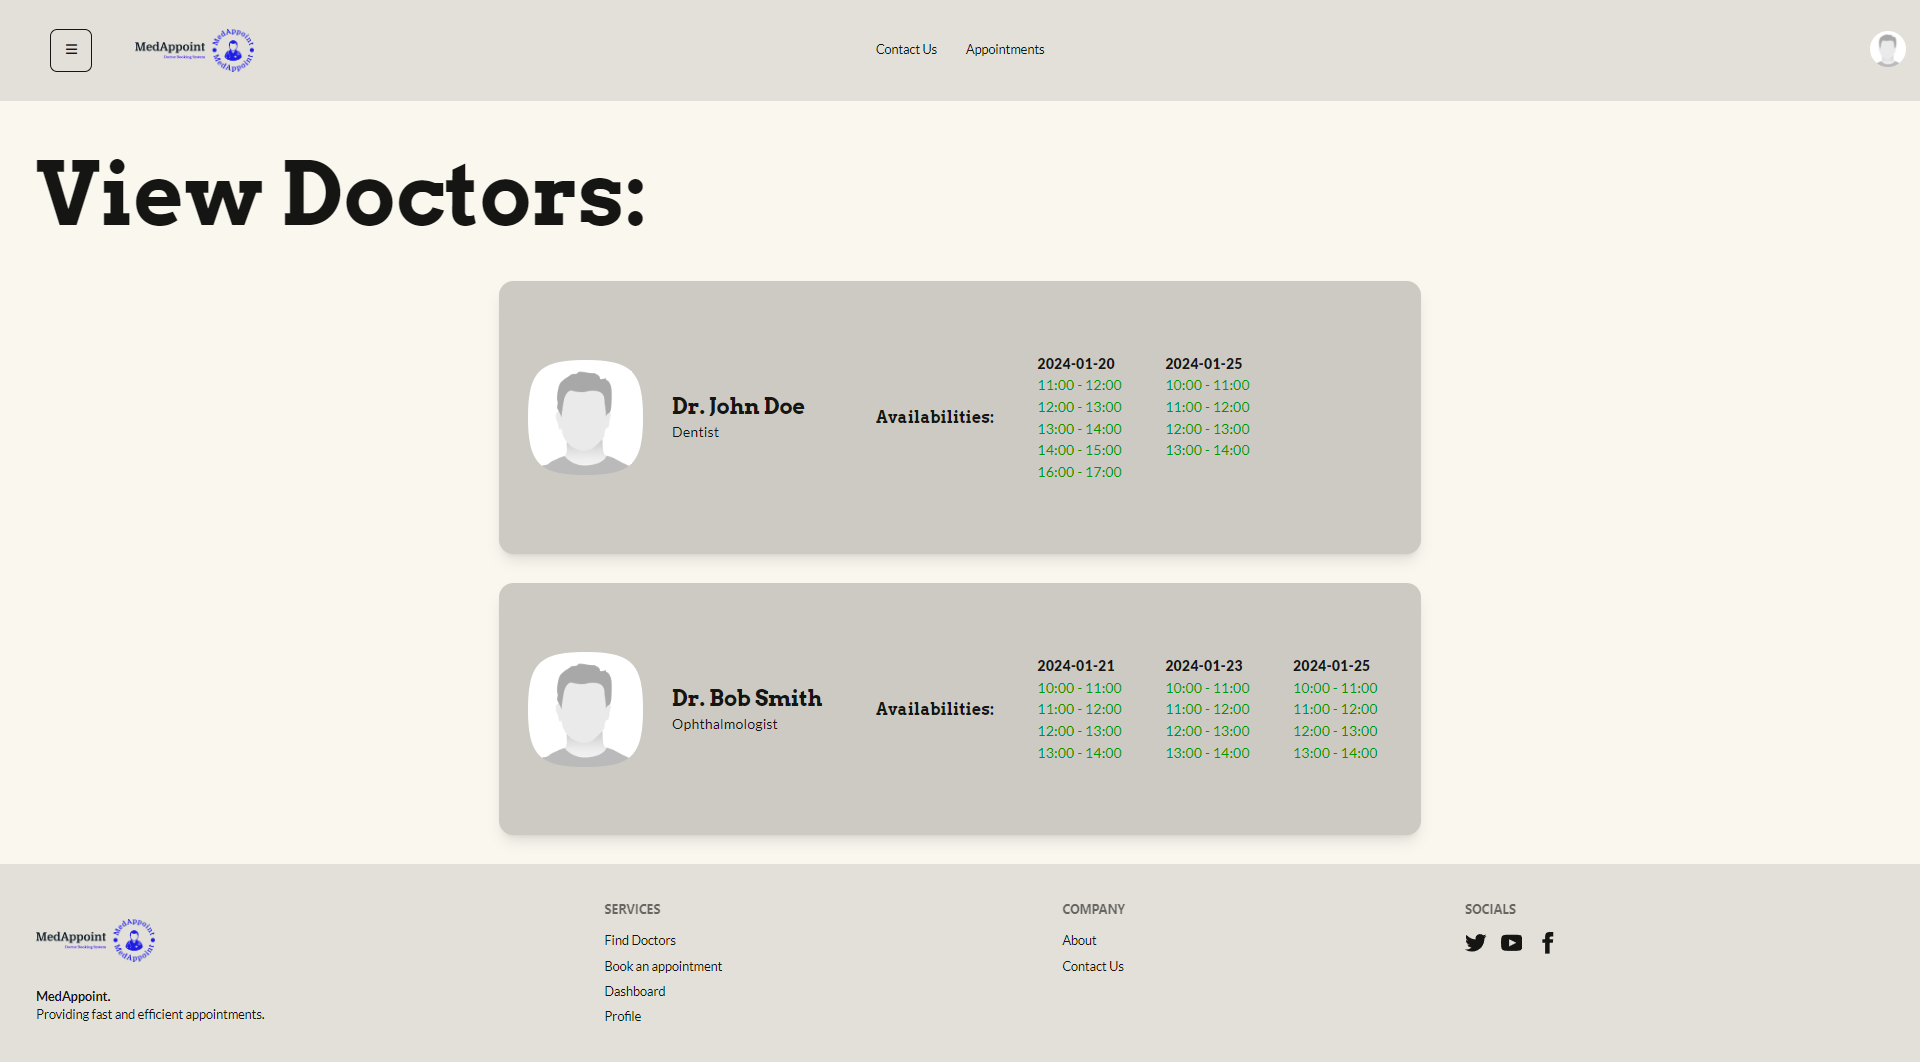 MedAppoint
Doctor Booking System
MedAppoint
MedAppoint
Contact Us
Appointments
View Doctors:
Dr. John Doe
Dentist
Availabilities:
2024-01-20
11:00 - 12:00
12:00 - 13:00
13:00 - 14:00
14:00 - 15:00
16:00 - 17:00
2024-01-25
10:00 - 11:00
11:00 - 12:00
12:00 - 13:00
13:00 - 14:00
Dr. Bob Smith
Ophthalmologist
Availabilities:
2024-01-21
10:00 - 11:00
11:00 - 12:00
12:00 - 13:00
13:00 - 14:00
2024-01-23
10:00 - 11:00
11:00 - 12:00
12:00 - 13:00
13:00 - 14:00
2024-01-25
10:00 - 11:00
11:00 - 12:00
12:00 - 13:00
13:00 - 14:00
MedAppoint
Doctor Booking System
MedAppoint
MedAppoint
MedAppoint.
Providing fast and efficient appointments.
SERVICES
Find Doctors
Book an appointment
Dashboard
Profile
COMPANY
About
Contact Us
SOCIALS